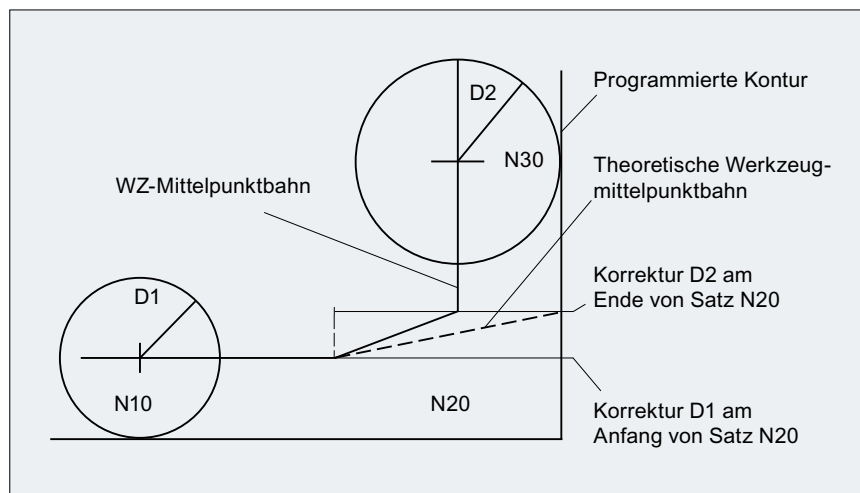 D2
Programmierte Kontur
N30
Theoretische Werkzeug-
mittelpunktbahn
WZ-Mittelpunktbahn
Korrektur D2 am
Ende von Satz N20
D1
N10
N20
Korrektur D1 am
Anfang von Satz N20